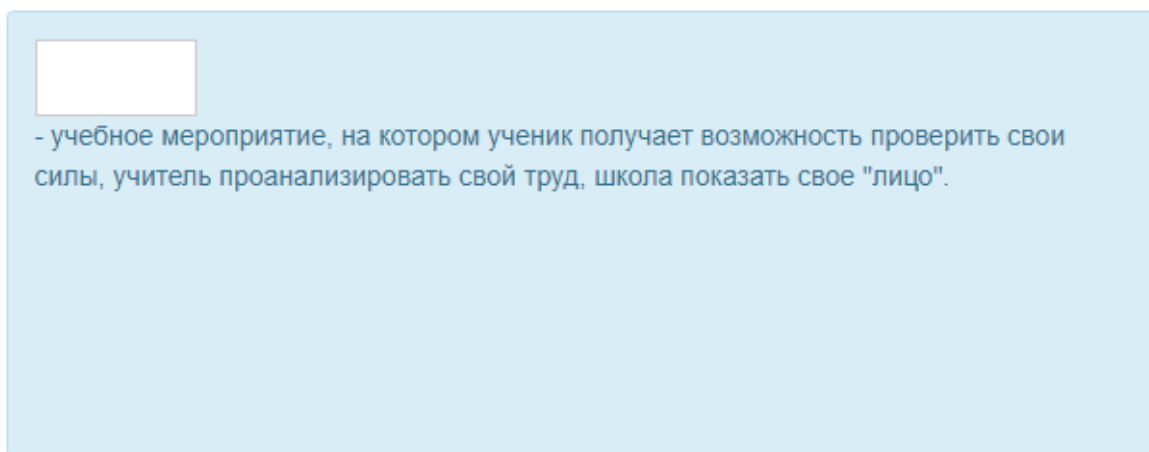 - учебное мероприятие, на котором ученик получает возможность проверить свои
силы, учитель проанализировать свой труд, школа показать свое "лицо".